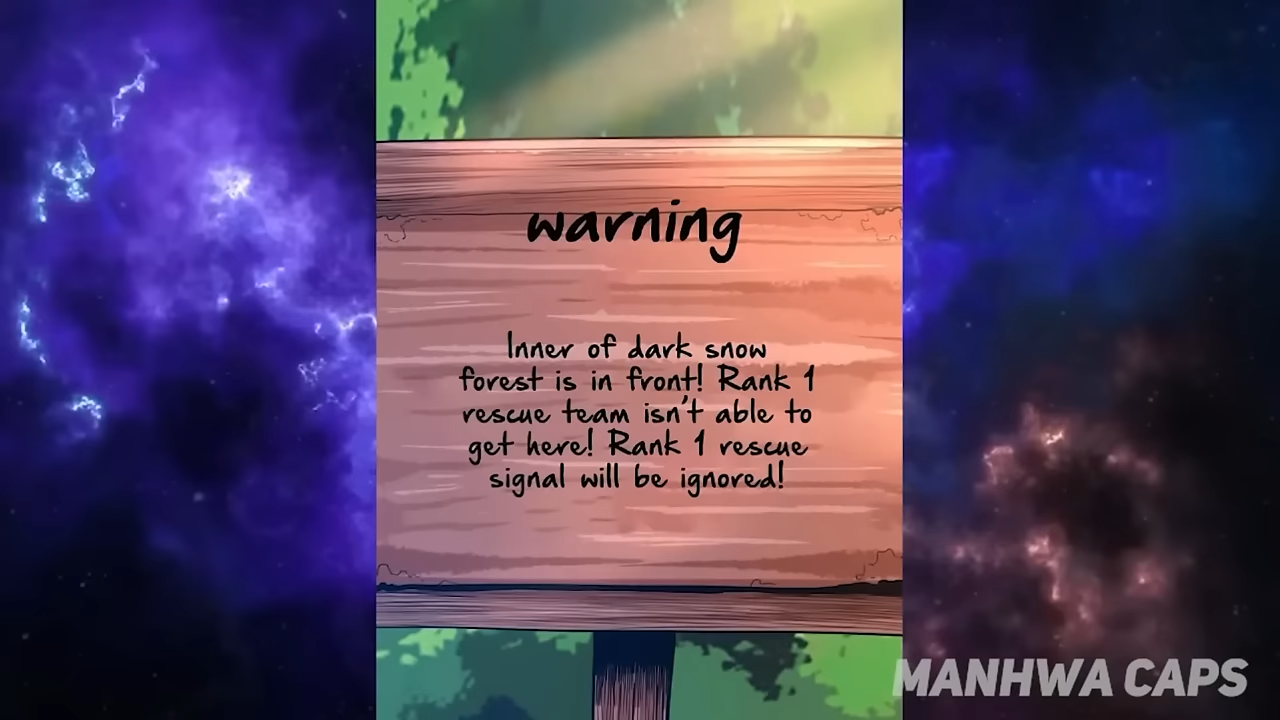 warning
Inner of dark snow
forest is in front! Rank 1
rescue team isn't able to
get here! Rank 1 rescue
signal will be ignored!
MANHWA CAPS